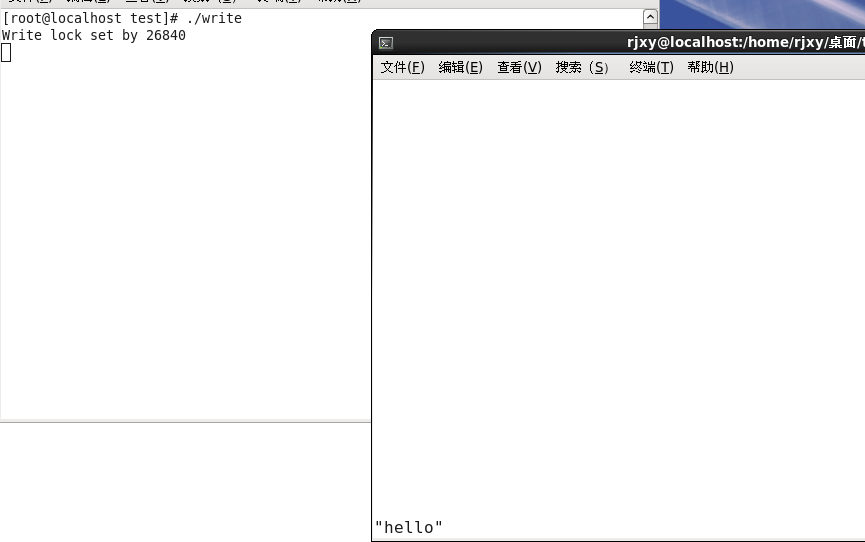 [root@localhost test]# ./write
Write lock set by 26840
rjxy@localhost:/home/rjxy/桌面/t
文件(F) 编辑(E) 查看(V) 搜索 (S) 终端(T) 帮助(H)
"hello"